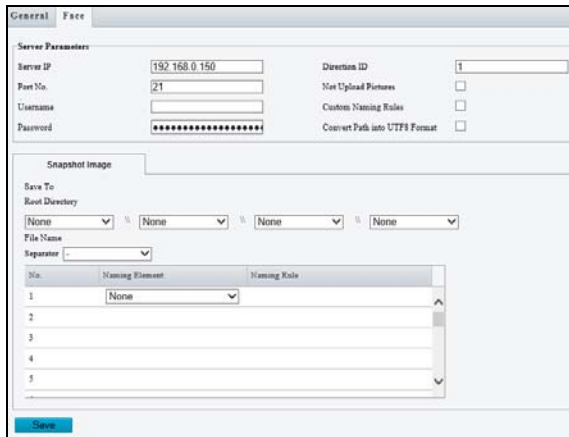 General Face
Server Parameters
Server IP 192.168.0.150 Direction ID 1
Port No. 21 Not Upload Pictures
Username Custom Naming Rules
Password ●●●●●●●●●●●●●●●●●●● Convert Path into UTF8 Format
Snapshot Image
Save To
Root Directory
None \\ None \\ None \\ None
File Name
Separator -
No. Naming Element Naming Rule
1 None
2
3
4
5
Save